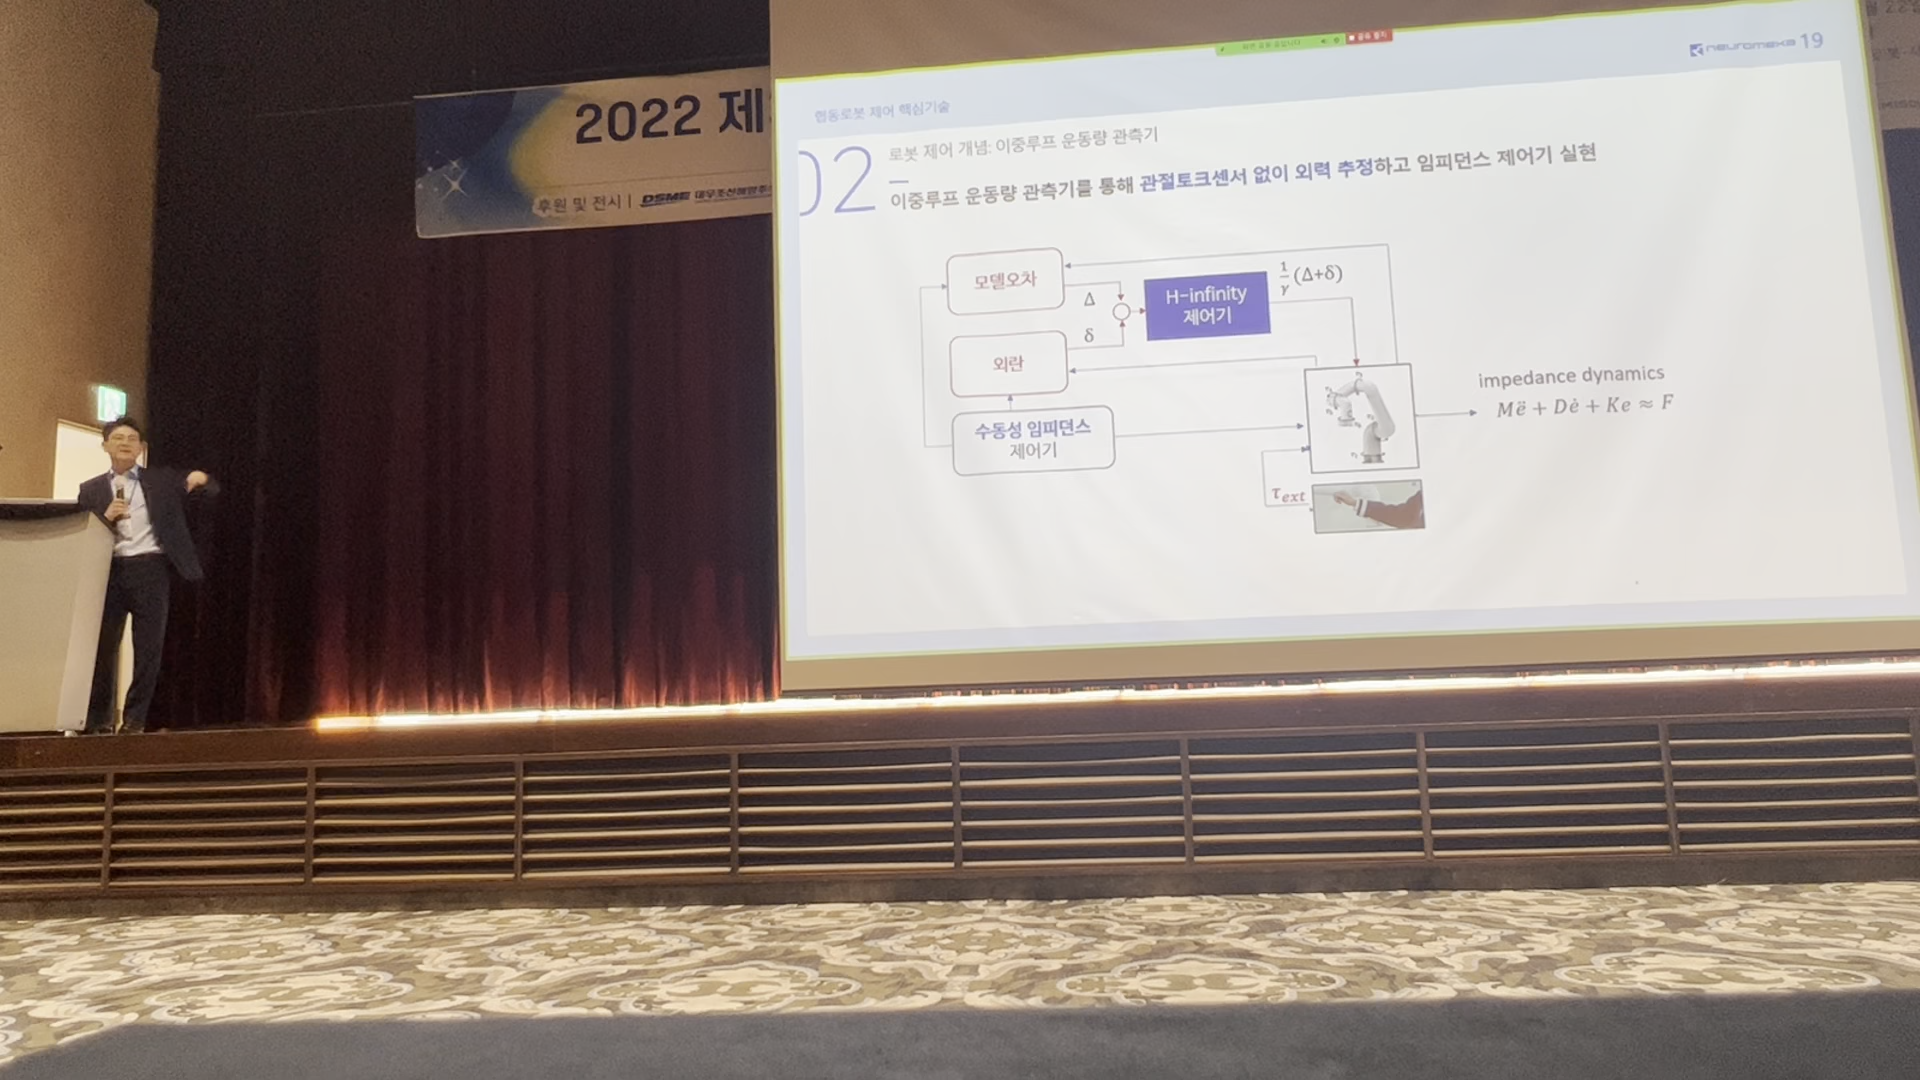 2022 제
후원 및 전시 | DSME 대우조선해양
neuromeka 19
협동로봇 제어 핵심기술
02
로봇 제어 개념: 이중루프 운동량 관측기
이중루프 운동량 관측기를 통해 관절토크센서 없이 외력 추정하고 임피던스 제어기 실현
모델오차
Δ
H-infinity
제어기
1/γ (Δ+δ)
δ
외란
수동성 임피던스
제어기
impedance dynamics
Më + Dė + Ke ≈ F
τext